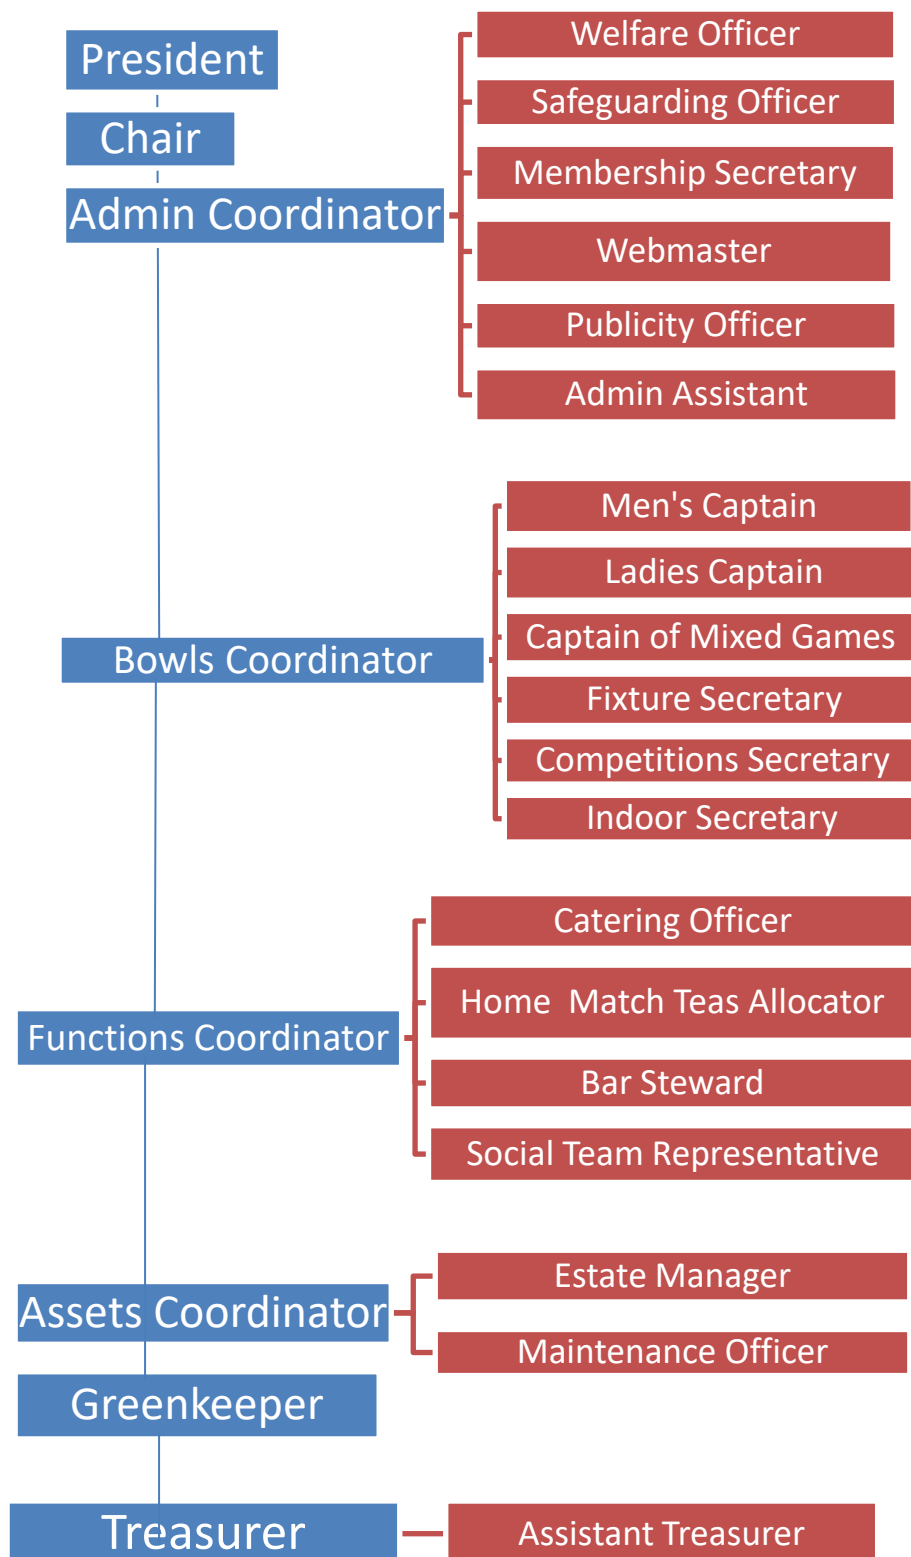 President
Chair
Admin Coordinator
Welfare Officer
Safeguarding Officer
Membership Secretary
Webmaster
Publicity Officer
Admin Assistant
Bowls Coordinator
Men's Captain
Ladies Captain
Captain of Mixed Games
Fixture Secretary
Competitions Secretary
Indoor Secretary
Functions Coordinator
Catering Officer
Home  Match Teas Allocator
Bar Steward
Social Team Representative
Assets Coordinator
Estate Manager
Maintenance Officer
Greenkeeper
Treasurer
Assistant Treasurer